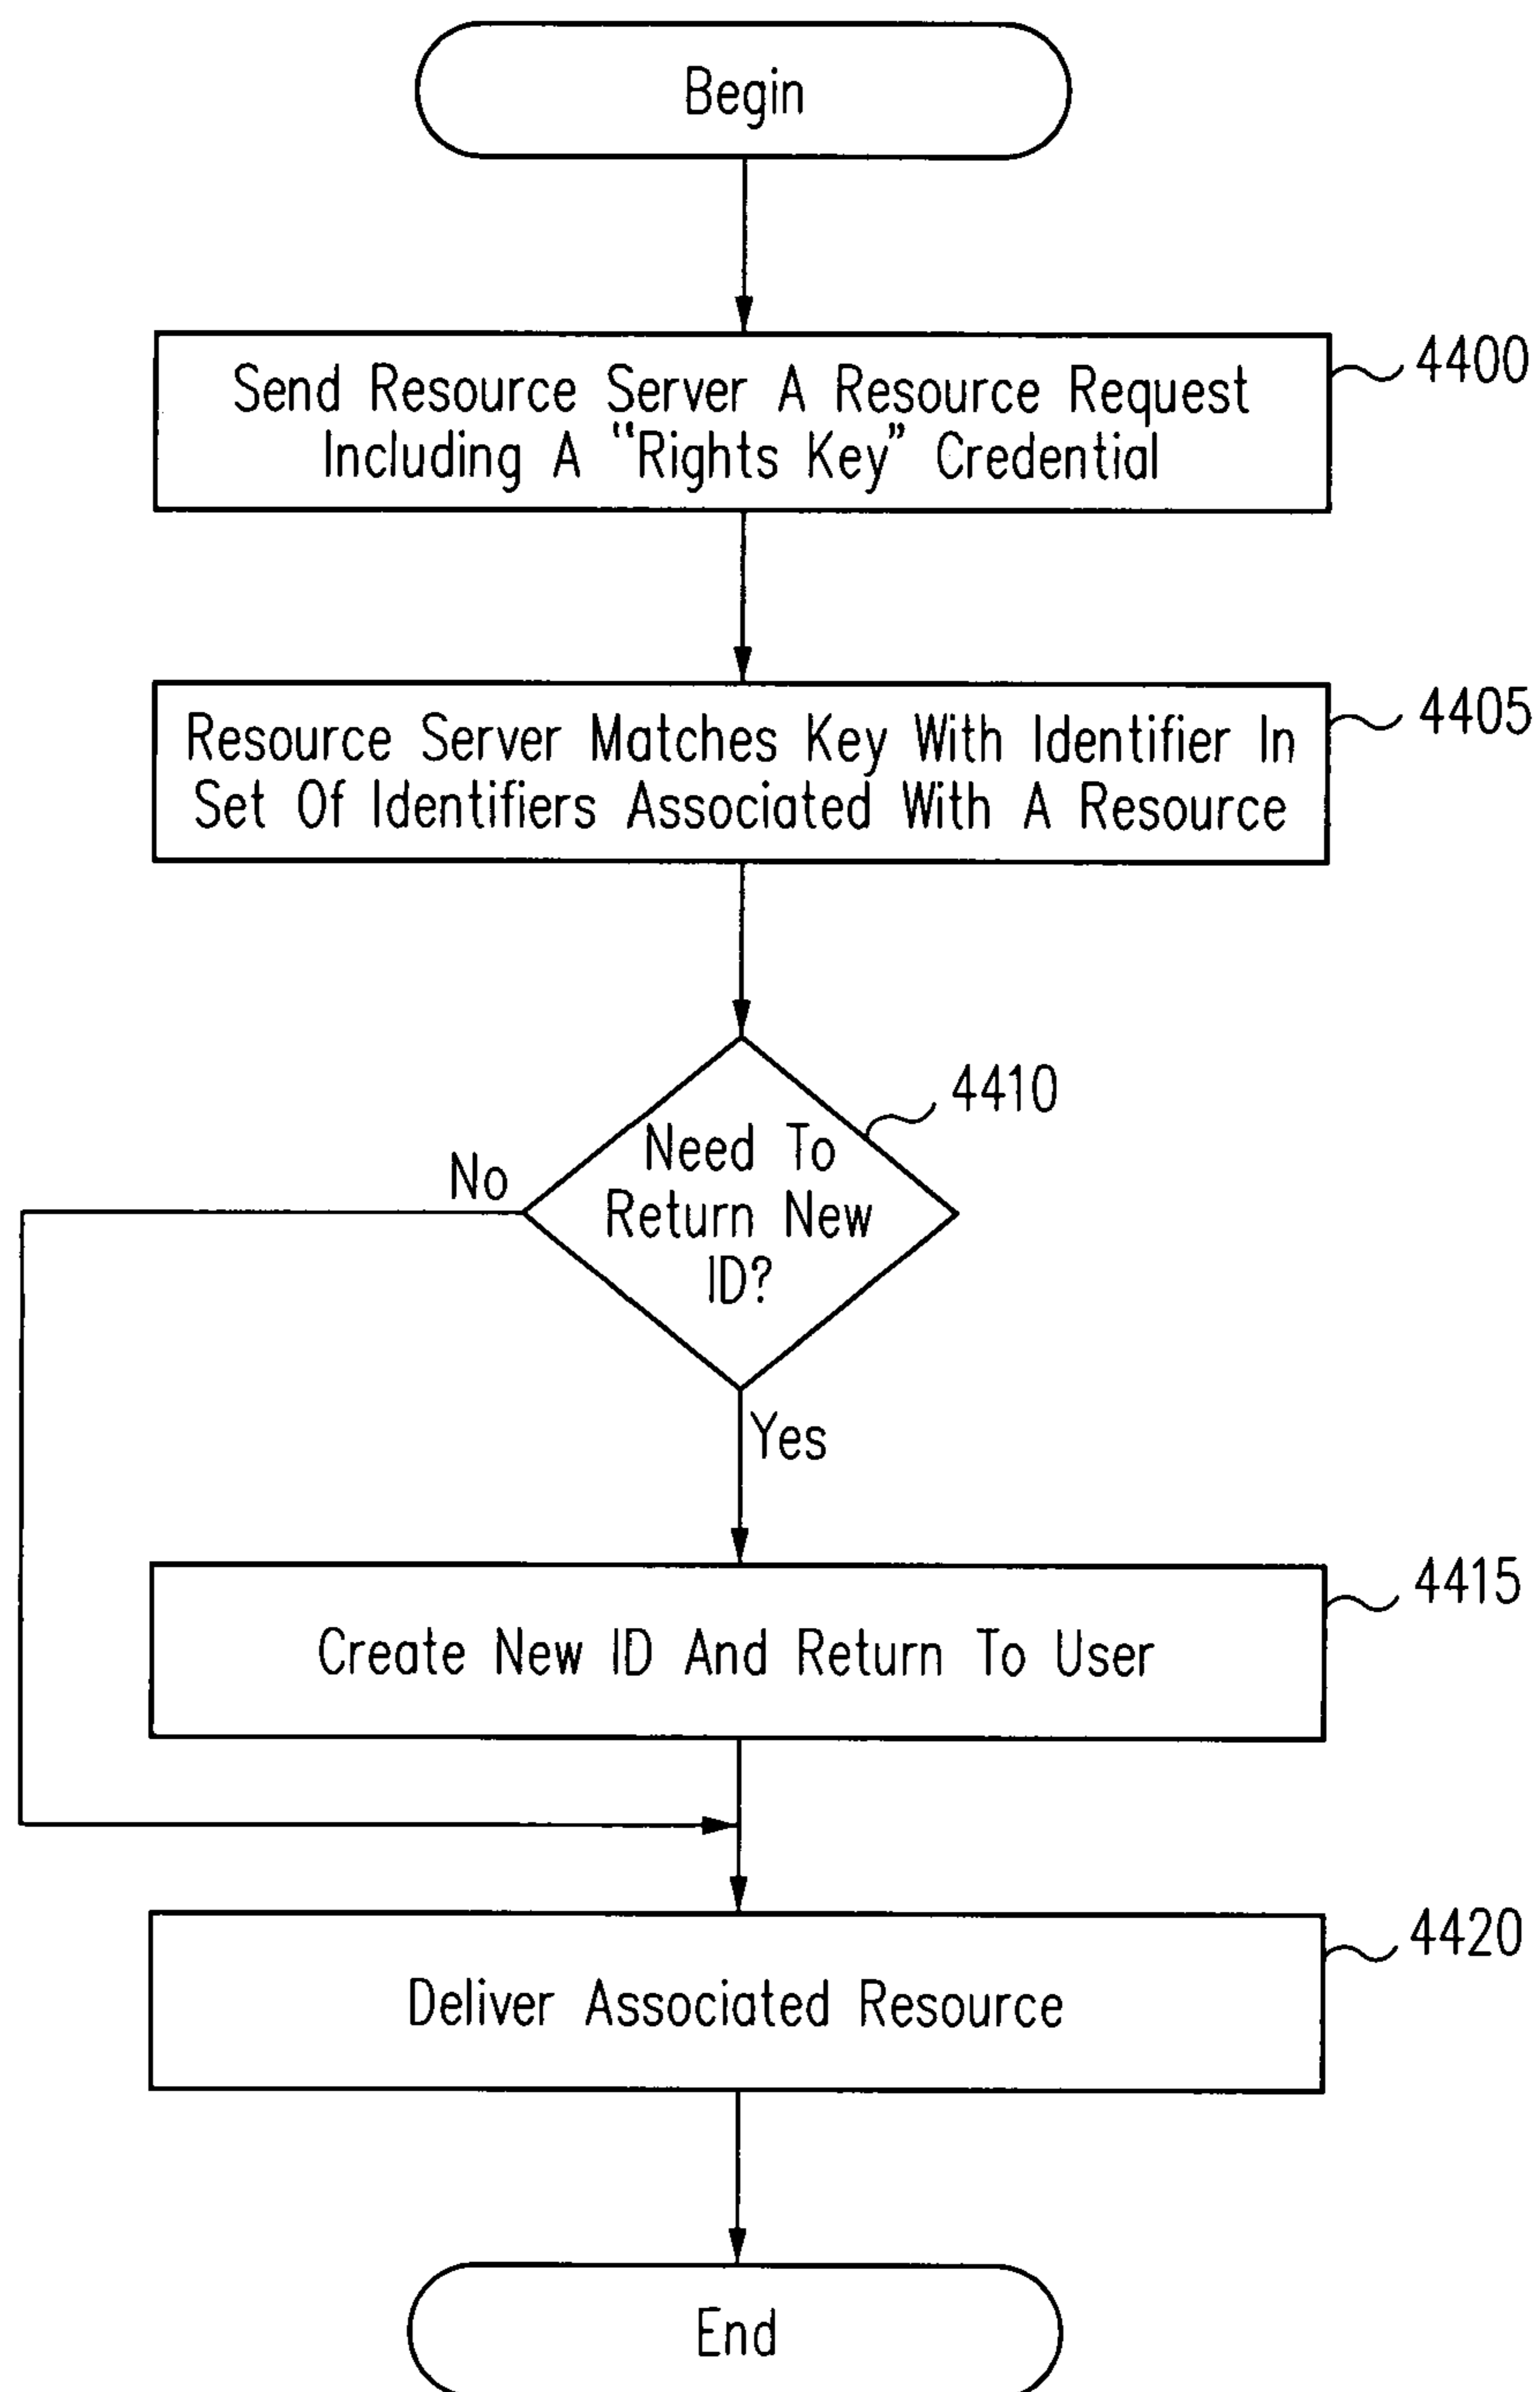 Begin
Send Resource Server A Resource Request
Including A “Rights Key” Credential
4400
Resource Server Matches Key With Identifier In
Set Of Identifiers Associated With A Resource
4405
4410
Need To
Return New
ID?
No
Yes
Create New ID And Return To User
4415
Deliver Associated Resource
4420
End